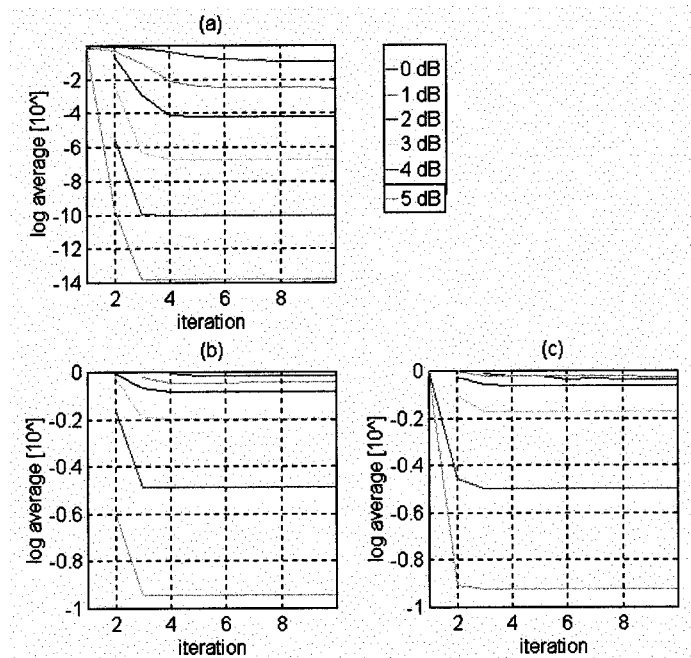 (a)
log average [10^]
-2
-4
-6
-8
-10
-12
-14
2 4 6 8
iteration
0 dB
1 dB
2 dB
3 dB
4 dB
5 dB
(b)
log average [10^]
0
-0.2
-0.4
-0.6
-0.8
-1
2 4 6 8
iteration
(c)
log average [10^]
0
-0.2
-0.4
-0.6
-0.8
-1
2 4 6 8
iteration